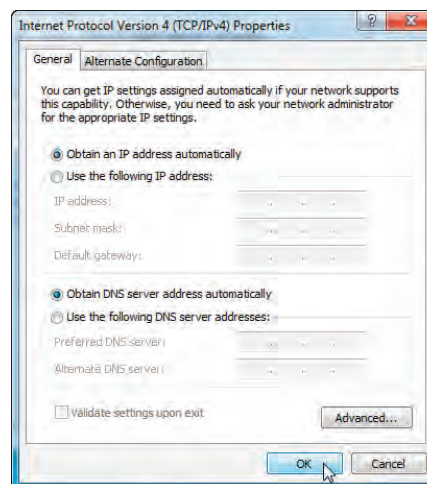 Internet Protocol Version 4 (TCP/IPv4) Properties
General Alternate Configuration
You can get IP settings assigned automatically if your network supports
this capability. Otherwise, you need to ask your network administrator
for the appropriate IP settings.
Obtain an IP address automatically
Use the following IP address:
IP address:
Subnet mask:
Default gateway:
Obtain DNS server address automatically
Use the following DNS server addresses:
Preferred DNS server:
Alternate DNS server:
Validate settings upon exit
Advanced...
OK Cancel